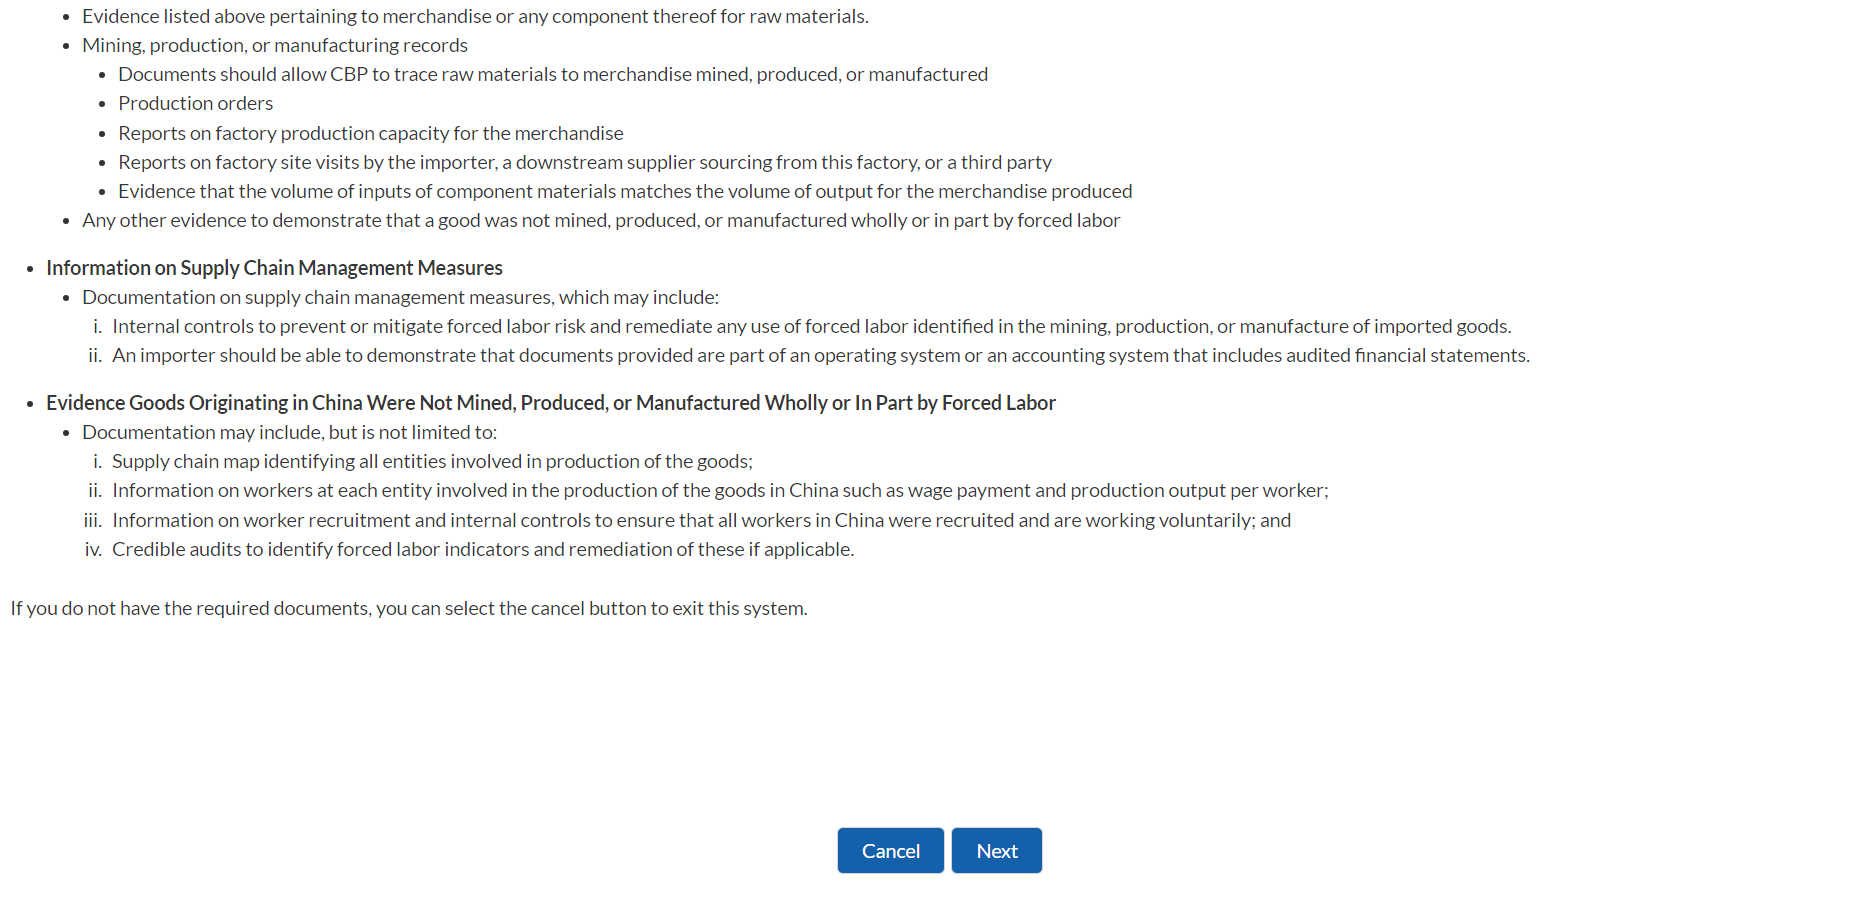 • Evidence listed above pertaining to merchandise or any component thereof for raw materials.
• Mining, production, or manufacturing records
• Documents should allow CBP to trace raw materials to merchandise mined, produced, or manufactured
• Production orders
• Reports on factory production capacity for the merchandise
• Reports on factory site visits by the importer, a downstream supplier sourcing from this factory, or a third party
• Evidence that the volume of inputs of component materials matches the volume of output for the merchandise produced
• Any other evidence to demonstrate that a good was not mined, produced, or manufactured wholly or in part by forced labor
• Information on Supply Chain Management Measures
• Documentation on supply chain management measures, which may include:
i. Internal controls to prevent or mitigate forced labor risk and remediate any use of forced labor identified in the mining, production, or manufacture of imported goods.
ii. An importer should be able to demonstrate that documents provided are part of an operating system or an accounting system that includes audited financial statements.
• Evidence Goods Originating in China Were Not Mined, Produced, or Manufactured Wholly or In Part by Forced Labor
• Documentation may include, but is not limited to:
i. Supply chain map identifying all entities involved in production of the goods;
ii. Information on workers at each entity involved in the production of the goods in China such as wage payment and production output per worker;
iii. Information on worker recruitment and internal controls to ensure that all workers in China were recruited and are working voluntarily; and
iv. Credible audits to identify forced labor indicators and remediation of these if applicable.
If you do not have the required documents, you can select the cancel button to exit this system.
Cancel Next